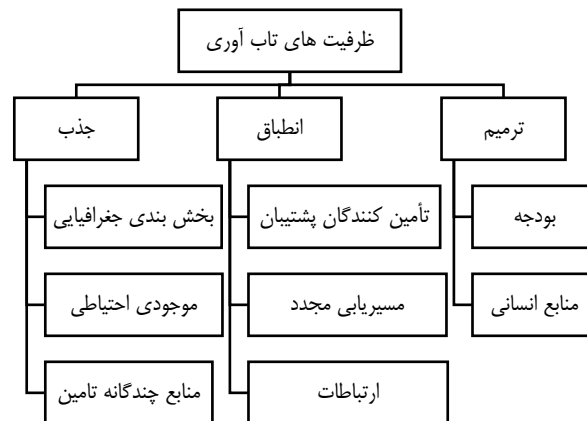 ظرفیت های تاب آوری
ترمیم
انطباق
جذب
بودجه
تأمین کنندگان پشتیبان
بخش بندی جغرافیایی
منابع انسانی
مسیریابی مجدد
موجودی احتیاطی
ارتباطات
منابع چندگانه تامین